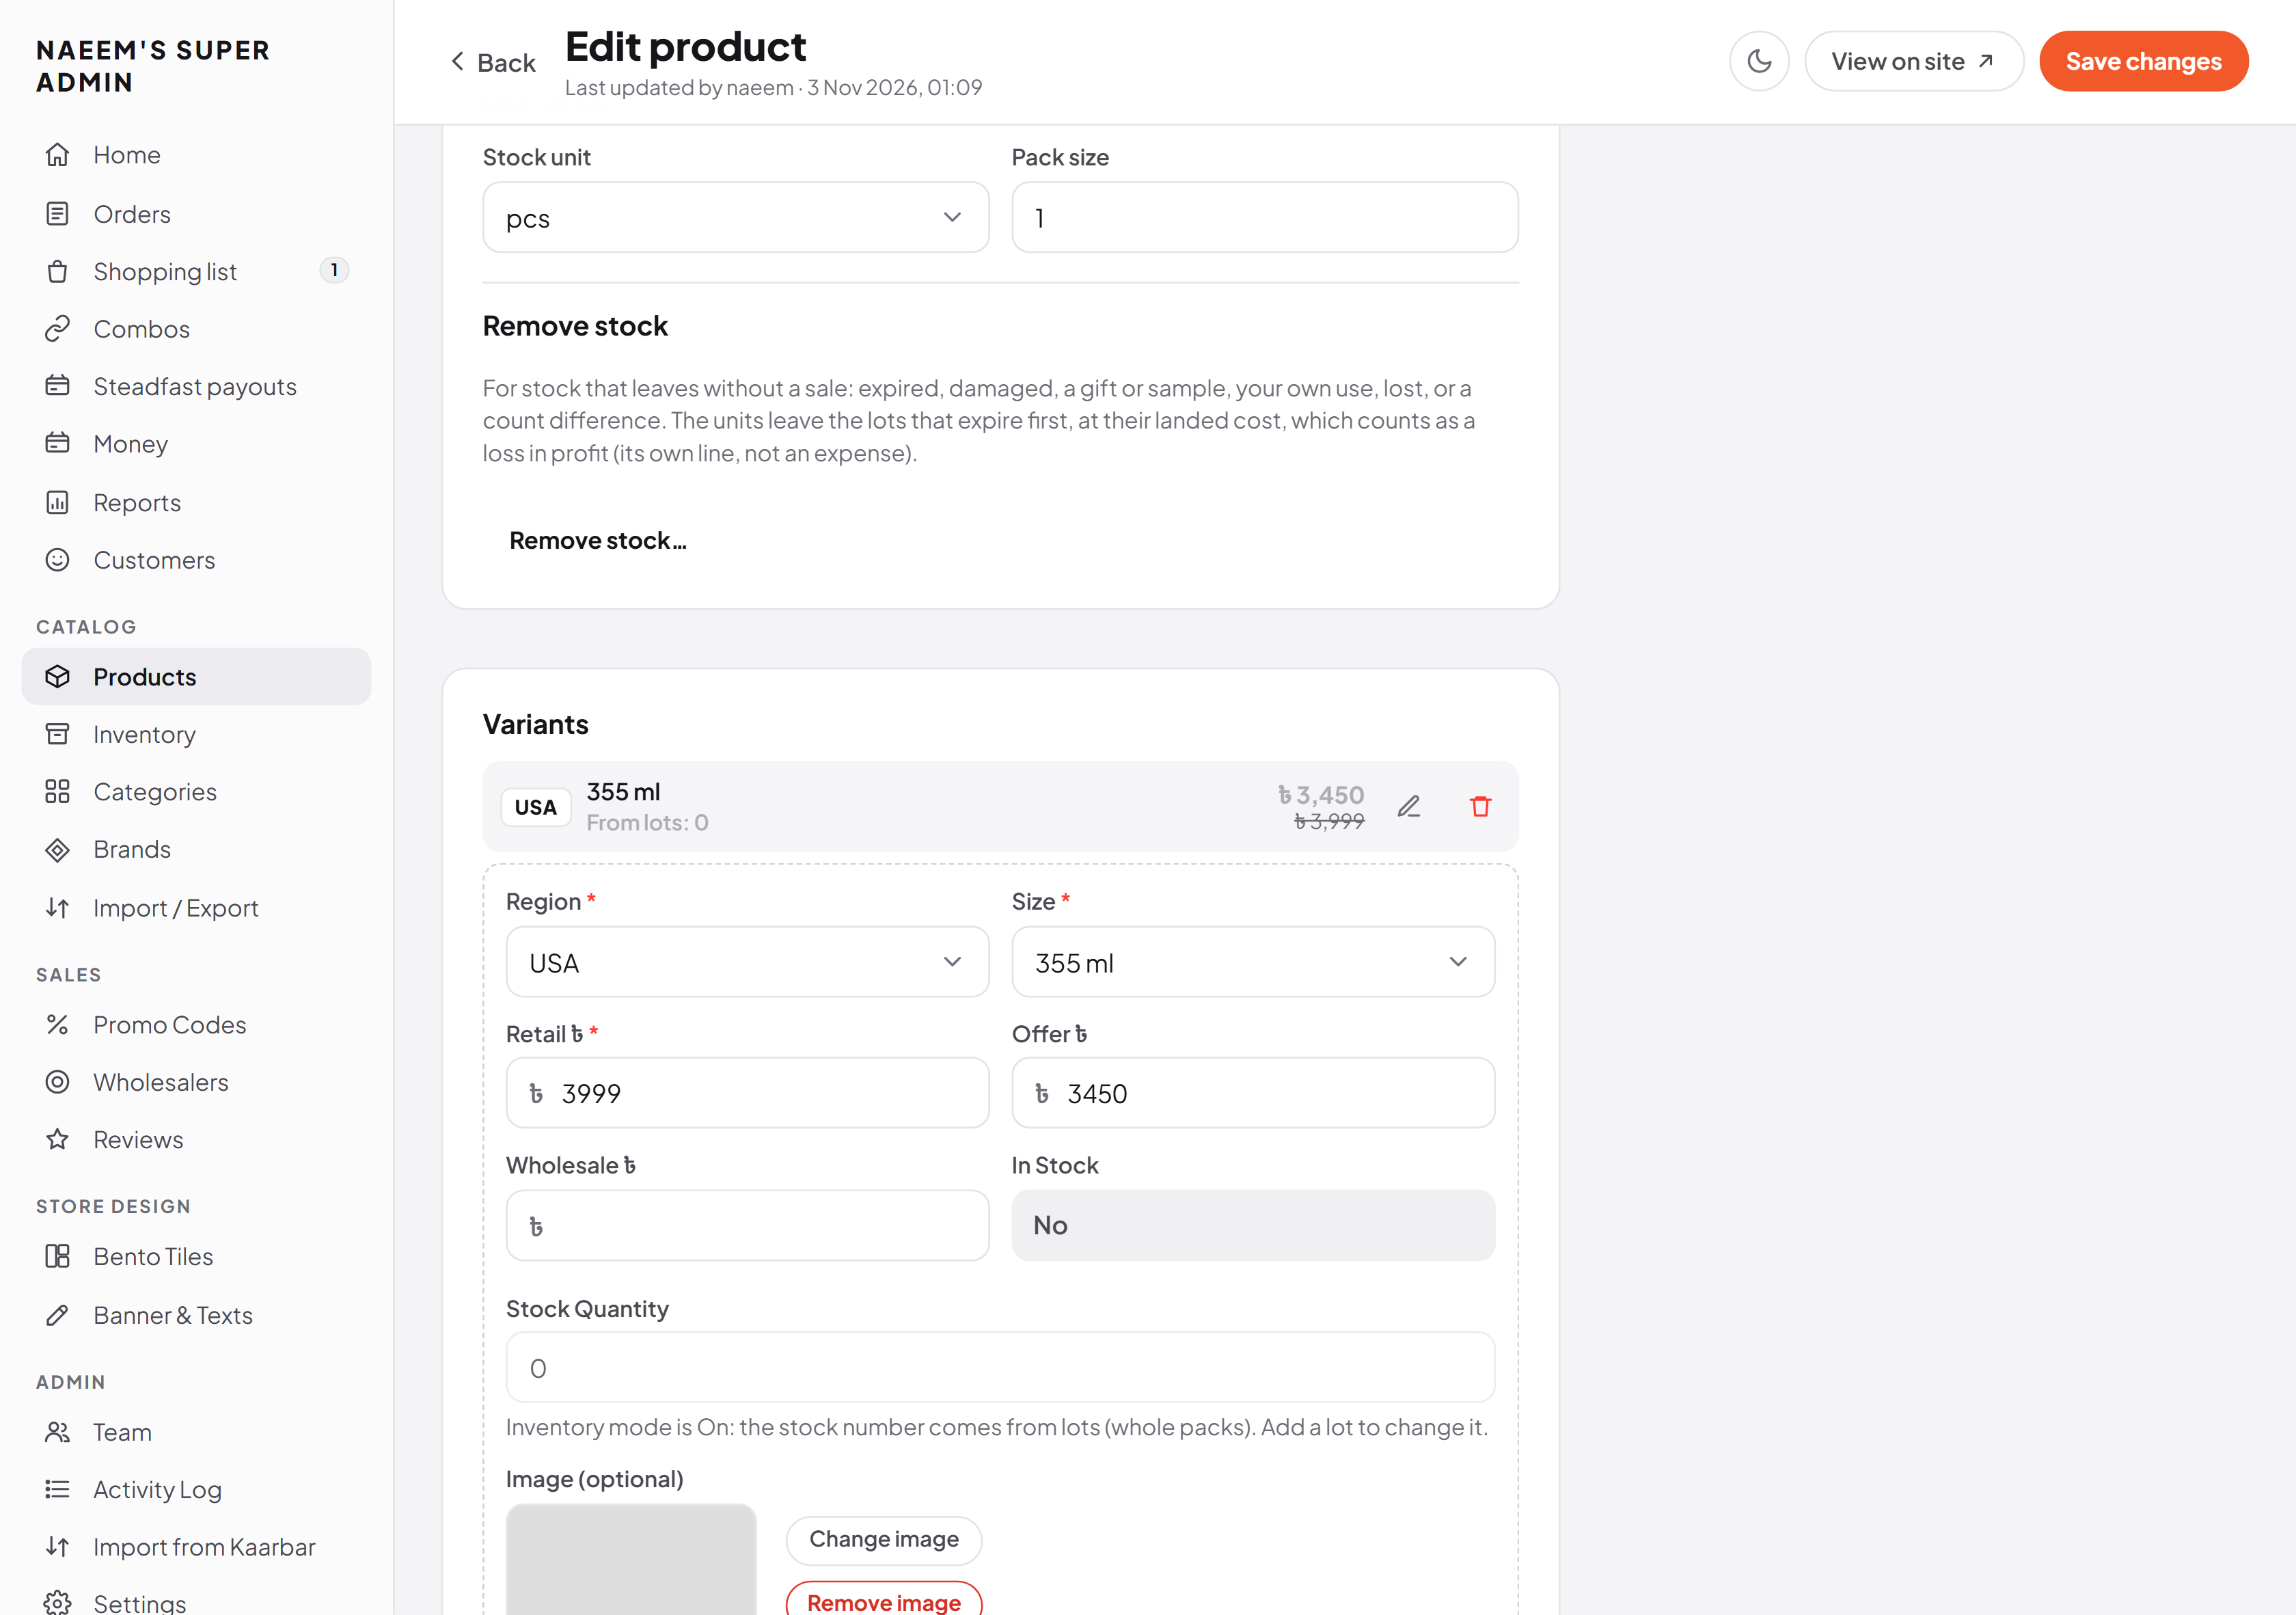 NAEEM'S SUPER
ADMIN
Home
Orders
Shopping list 1
Combos
Steadfast payouts
Money
Reports
Customers
CATALOG
Products
Inventory
Categories
Brands
Import / Export
SALES
Promo Codes
Wholesalers
Reviews
STORE DESIGN
Bento Tiles
Banner & Texts
ADMIN
Team
Activity Log
Import from Kaarbar
Settings
Back
Edit product
Last updated by naeem · 3 Nov 2026, 01:09
View on site
Save changes
Stock unit
Pack size
pcs
1
Remove stock
For stock that leaves without a sale: expired, damaged, a gift or sample, your own use, lost, or a
count difference. The units leave the lots that expire first, at their landed cost, which counts as a
loss in profit (its own line, not an expense).
Remove stock…
Variants
USA
355 ml
From lots: 0
৳ 3,450
৳ 3,999
Region *
Size *
USA
355 ml
Retail ৳ *
Offer ৳
৳ 3999
৳ 3450
Wholesale ৳
In Stock
৳
No
Stock Quantity
0
Inventory mode is On: the stock number comes from lots (whole packs). Add a lot to change it.
Image (optional)
Change image
Remove image